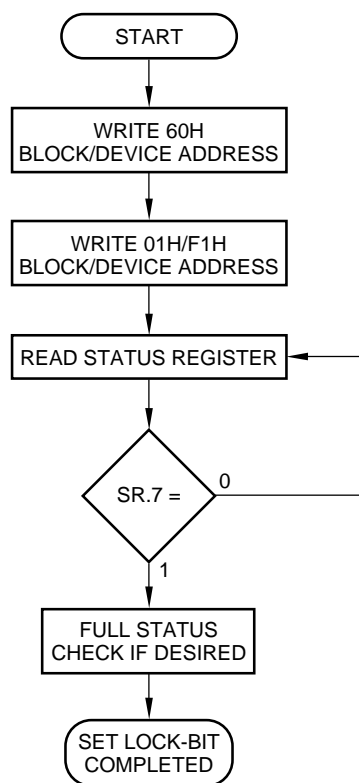 START
WRITE 60H
BLOCK/DEVICE ADDRESS
WRITE 01H/F1H
BLOCK/DEVICE ADDRESS
READ STATUS REGISTER
SR.7 =
0
1
FULL STATUS
CHECK IF DESIRED
SET LOCK-BIT
COMPLETED